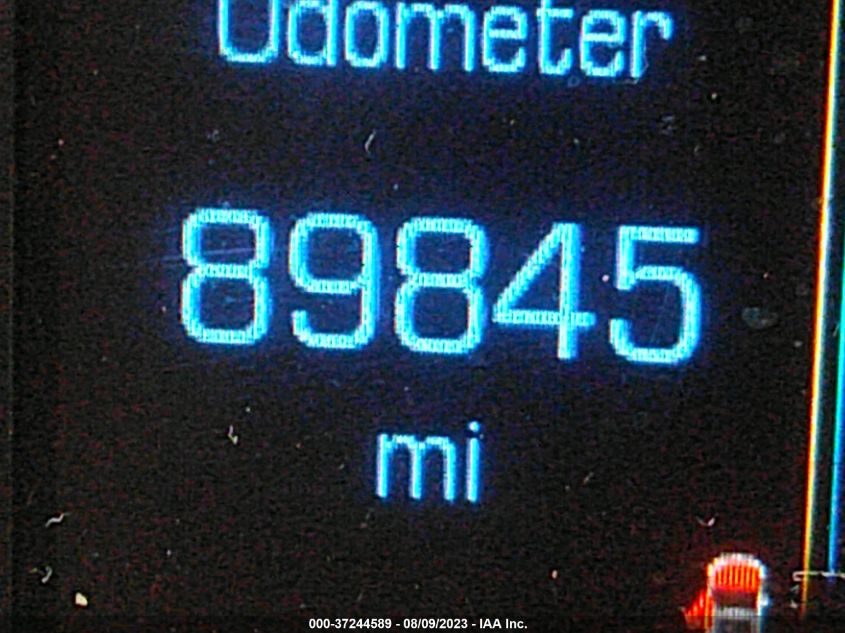 Odometer
89845
mi
000-37244589 - 08/09/2023 - IAA Inc.